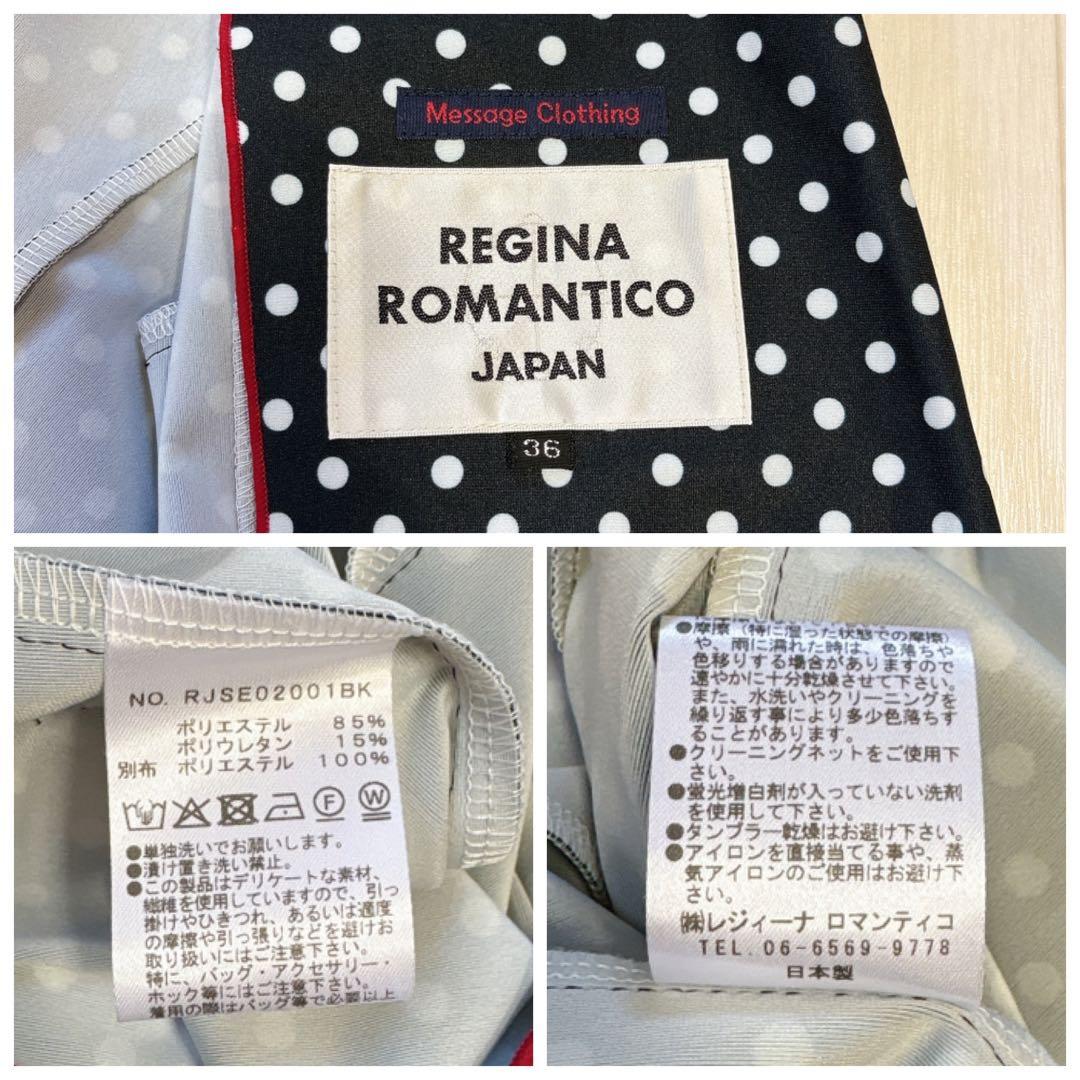 Message Clothing
REGINA
ROMANTICO
JAPAN
36
NO. RJSE02001BK
ポリエステル 85%
ポリウレタン 15%
別布 ポリエステル 100%
●単独洗いでお願いします。
●漬け置き洗い禁止。
●この製品はデリケートな素材、
繊維を使用していますので、引っ
掛けやひきつれ、あるいは過度
の摩擦や引っ張りなどを避けお
取り扱いにはご注意下さい。
特に、バッグ・アクセサリー・
ホック等にはご注意下さい。
着用の際はバッグ等で必要以上
●摩擦（特に湿った状態での摩擦）
や、雨に濡れた時は、色落ちや
色移りする場合がありますので
速やかに十分乾燥させて下さい。
また、水洗いやクリーニングを
繰り返す事により多少色落ちす
ることがあります。
●クリーニングネットをご使用下
さい。
●蛍光増白剤が入っていない洗剤
を使用して下さい。
●タンブラー乾燥はお避け下さい。
●アイロンを直接当てる事や、蒸
気アイロンのご使用はお避け下
さい。
㈱レジィーナ ロマンティコ
TEL.06-6569-9778
日本製